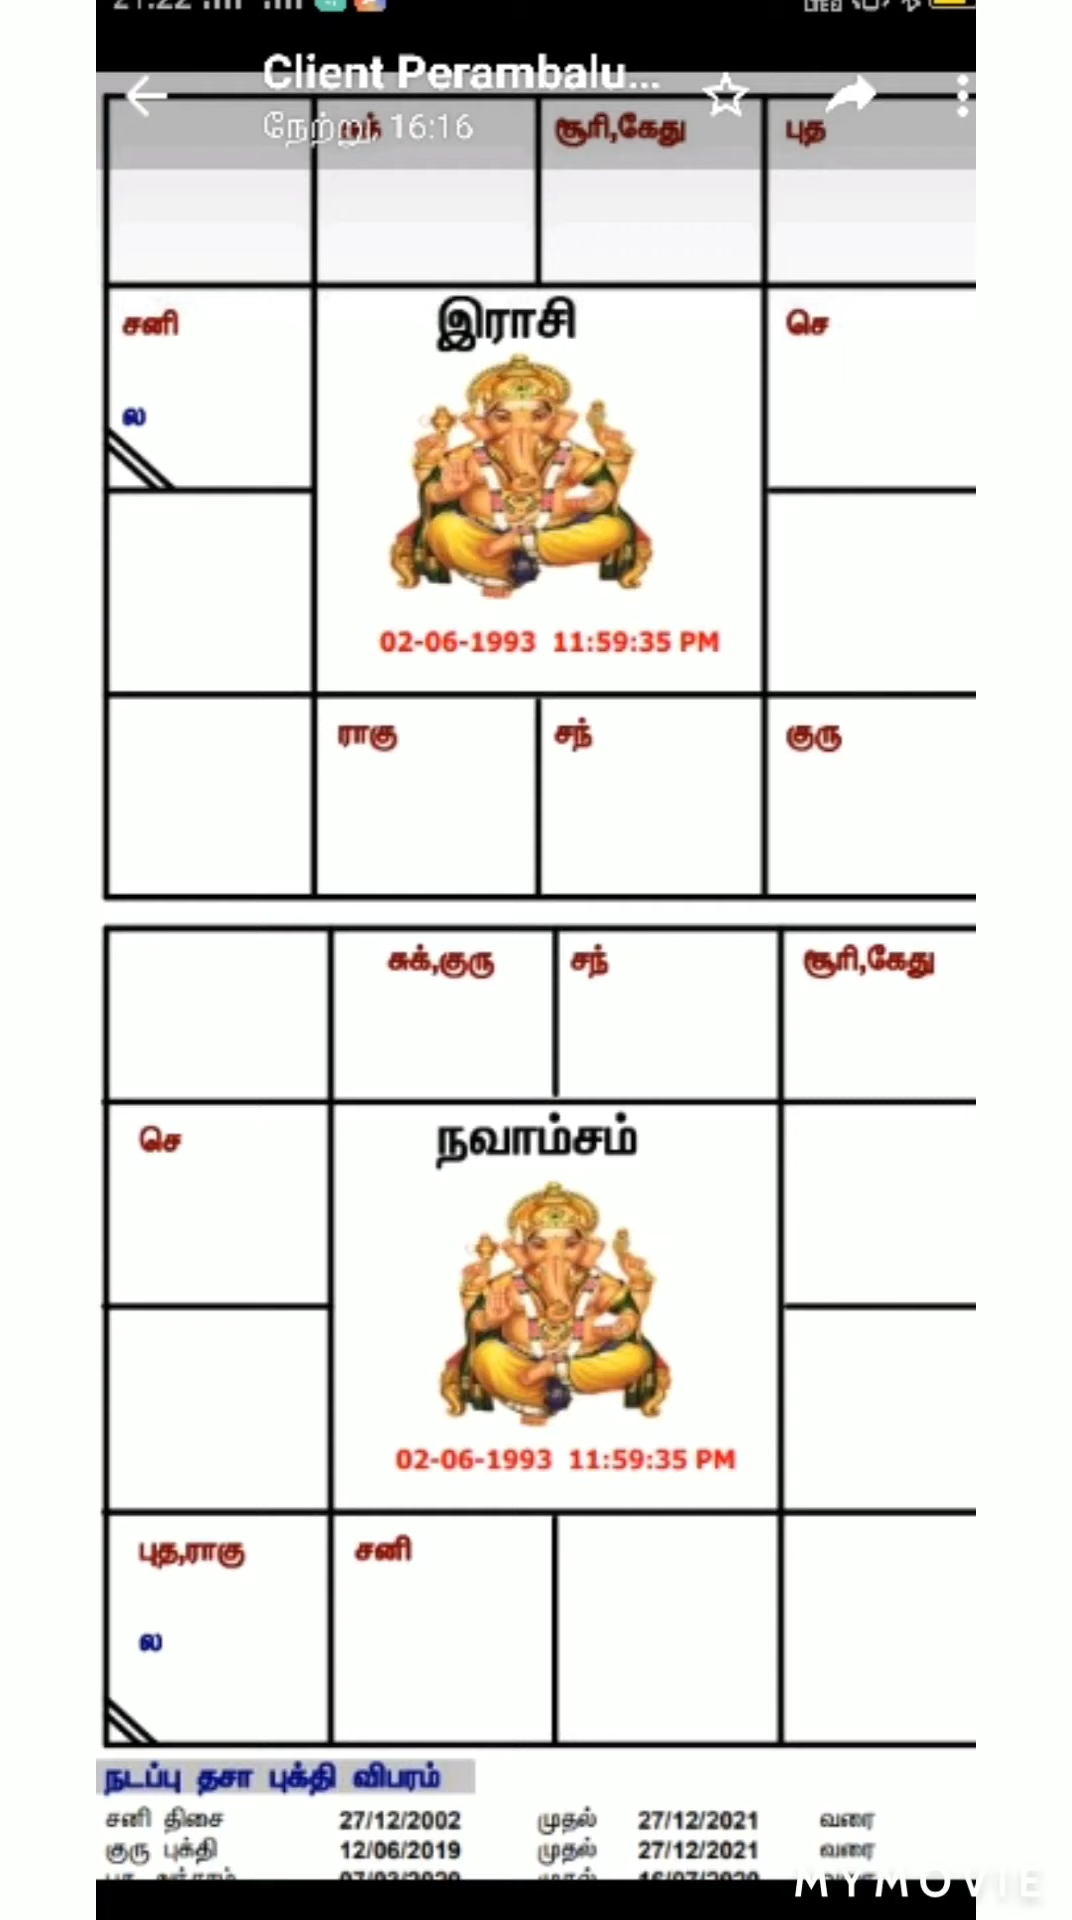 Client Perambalu...
நேற்று, 16:16
சூரி,கேது
புத
சனி
ல
இராசி
செ
02-06-1993 11:59:35 PM
ராகு
சந்
குரு
சுக்,குரு
சந்
சூரி,கேது
செ
நவாம்சம்
02-06-1993 11:59:35 PM
புத,ராகு
சனி
ல
நடப்பு தசா புக்தி விபரம்
சனி திசை 27/12/2002 முதல் 27/12/2021 வரை
குரு புக்தி 12/06/2019 முதல் 27/12/2021 வரை
MYMOVIE